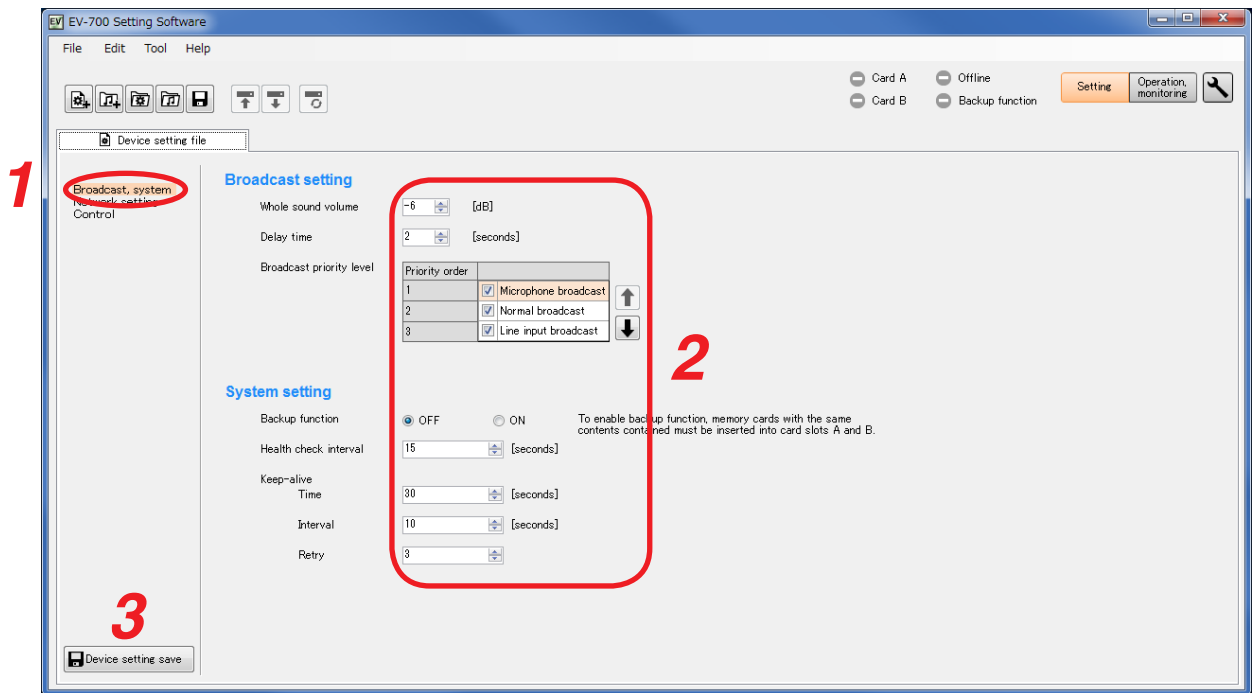 EV EV-700 Setting Software
File Edit Tool Help
Card A Offline
Card B Backup function
Setting
Operation,
monitoring
Device setting file
1
Broadcast, system
Network setting
Control
Broadcast setting
Whole sound volume -6 [dB]
Delay time 2 [seconds]
Broadcast priority level
Priority order
1 Microphone broadcast
2 Normal broadcast
3 Line input broadcast
2
System setting
Backup function OFF ON
To enable backup function, memory cards with the same
contents contained must be inserted into card slots A and B.
Health check interval 15 [seconds]
Keep-alive
Time 30 [seconds]
Interval 10 [seconds]
Retry 3
3
Device setting save